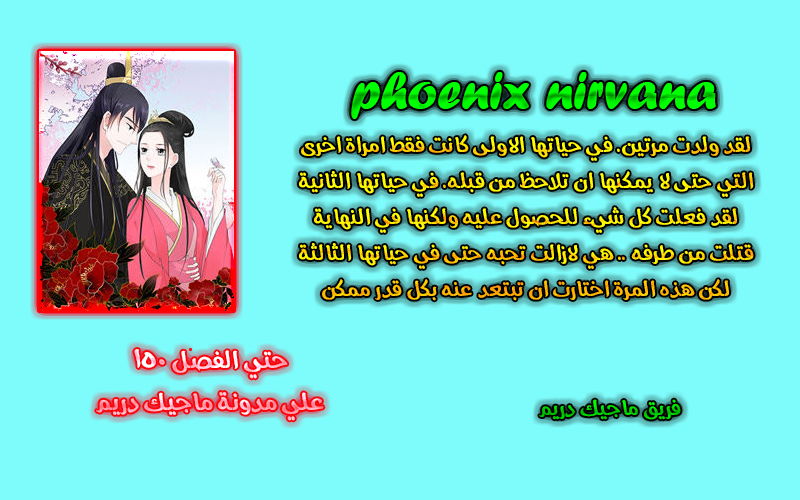 phoenix nirvana
لقد ولدت مرتين. في حياتها الاولى كانت فقط امراة اخرى
التي حتى لا يمكنها ان تلاحظ من قبله. في حياتها الثانية
لقد فعلت كل شيء للحصول عليه ولكنها في النهاية
قتلت من طرفه .. هي لازالت تحبه حتى في حياتها الثالثة
لكن هذه المرة اختارت ان تبتعد عنه بكل قدر ممكن
حتي الفصل ١٥٠
علي مدونة ماجيك دريم
فريق ماجيك دريم